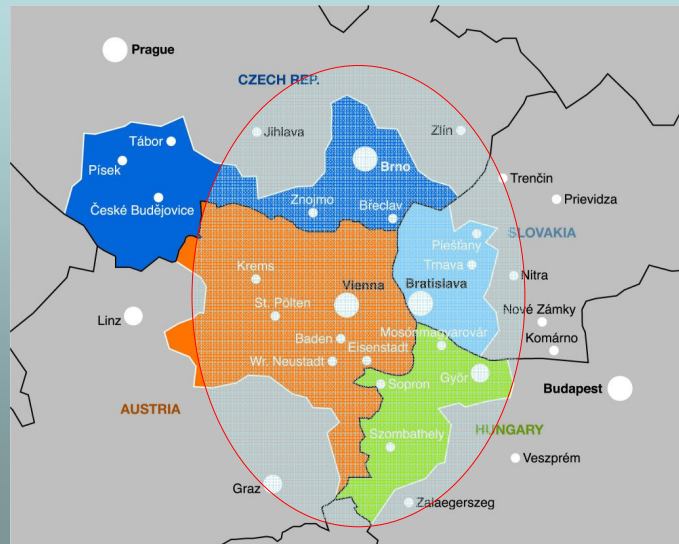 Prague
CZECH REP.
Jihlava
Zlín
Tábor
Brno
Písek
Trenčín
České Budějovice
Znojmo
Břeclav
Prievidza
Piešťany
SLOVAKIA
Trnava
Krems
Nitra
Vienna
Bratislava
St. Pölten
Nové Zámky
Linz
Baden
Mosónmagyarovár
Komárno
Eisenstadt
Wr. Neustadt
Győr
Sopron
Budapest
AUSTRIA
HUNGARY
Szombathely
Veszprém
Graz
Zalaegerszeg